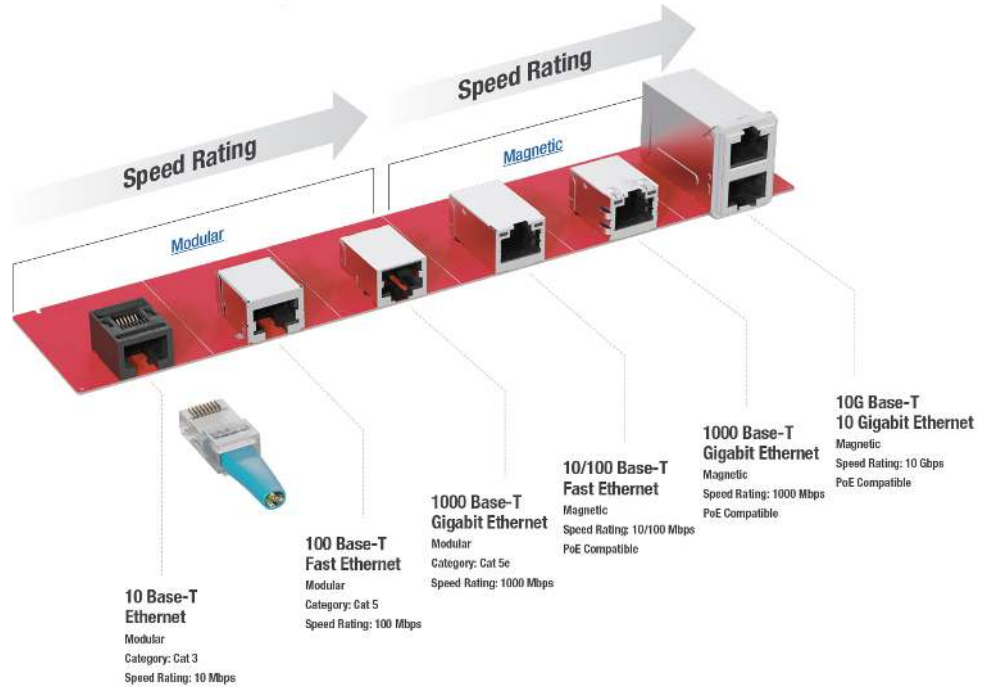 Speed Rating
Speed Rating
Modular
Magnetic
10 Base-T
Ethernet
Modular
Category: Cat 3
Speed Rating: 10 Mbps
100 Base-T
Fast Ethernet
Modular
Category: Cat 5
Speed Rating: 100 Mbps
1000 Base-T
Gigabit Ethernet
Modular
Category: Cat 5e
Speed Rating: 1000 Mbps
10/100 Base-T
Fast Ethernet
Magnetic
Speed Rating: 10/100 Mbps
PoE Compatible
1000 Base-T
Gigabit Ethernet
Magnetic
Speed Rating: 1000 Mbps
PoE Compatible
10G Base-T
10 Gigabit Ethernet
Magnetic
Speed Rating: 10 Gbps
PoE Compatible